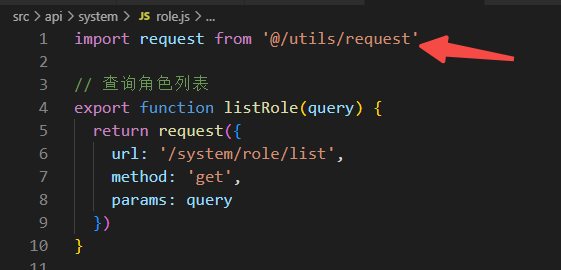 src > api > system > JS role.js > ...
1 import request from '@/utils/request'
2
3 // 查询角色列表
4 export function listRole(query) {
5 return request({
6 url: '/system/role/list',
7 method: 'get',
8 params: query
9 })
10 }
11